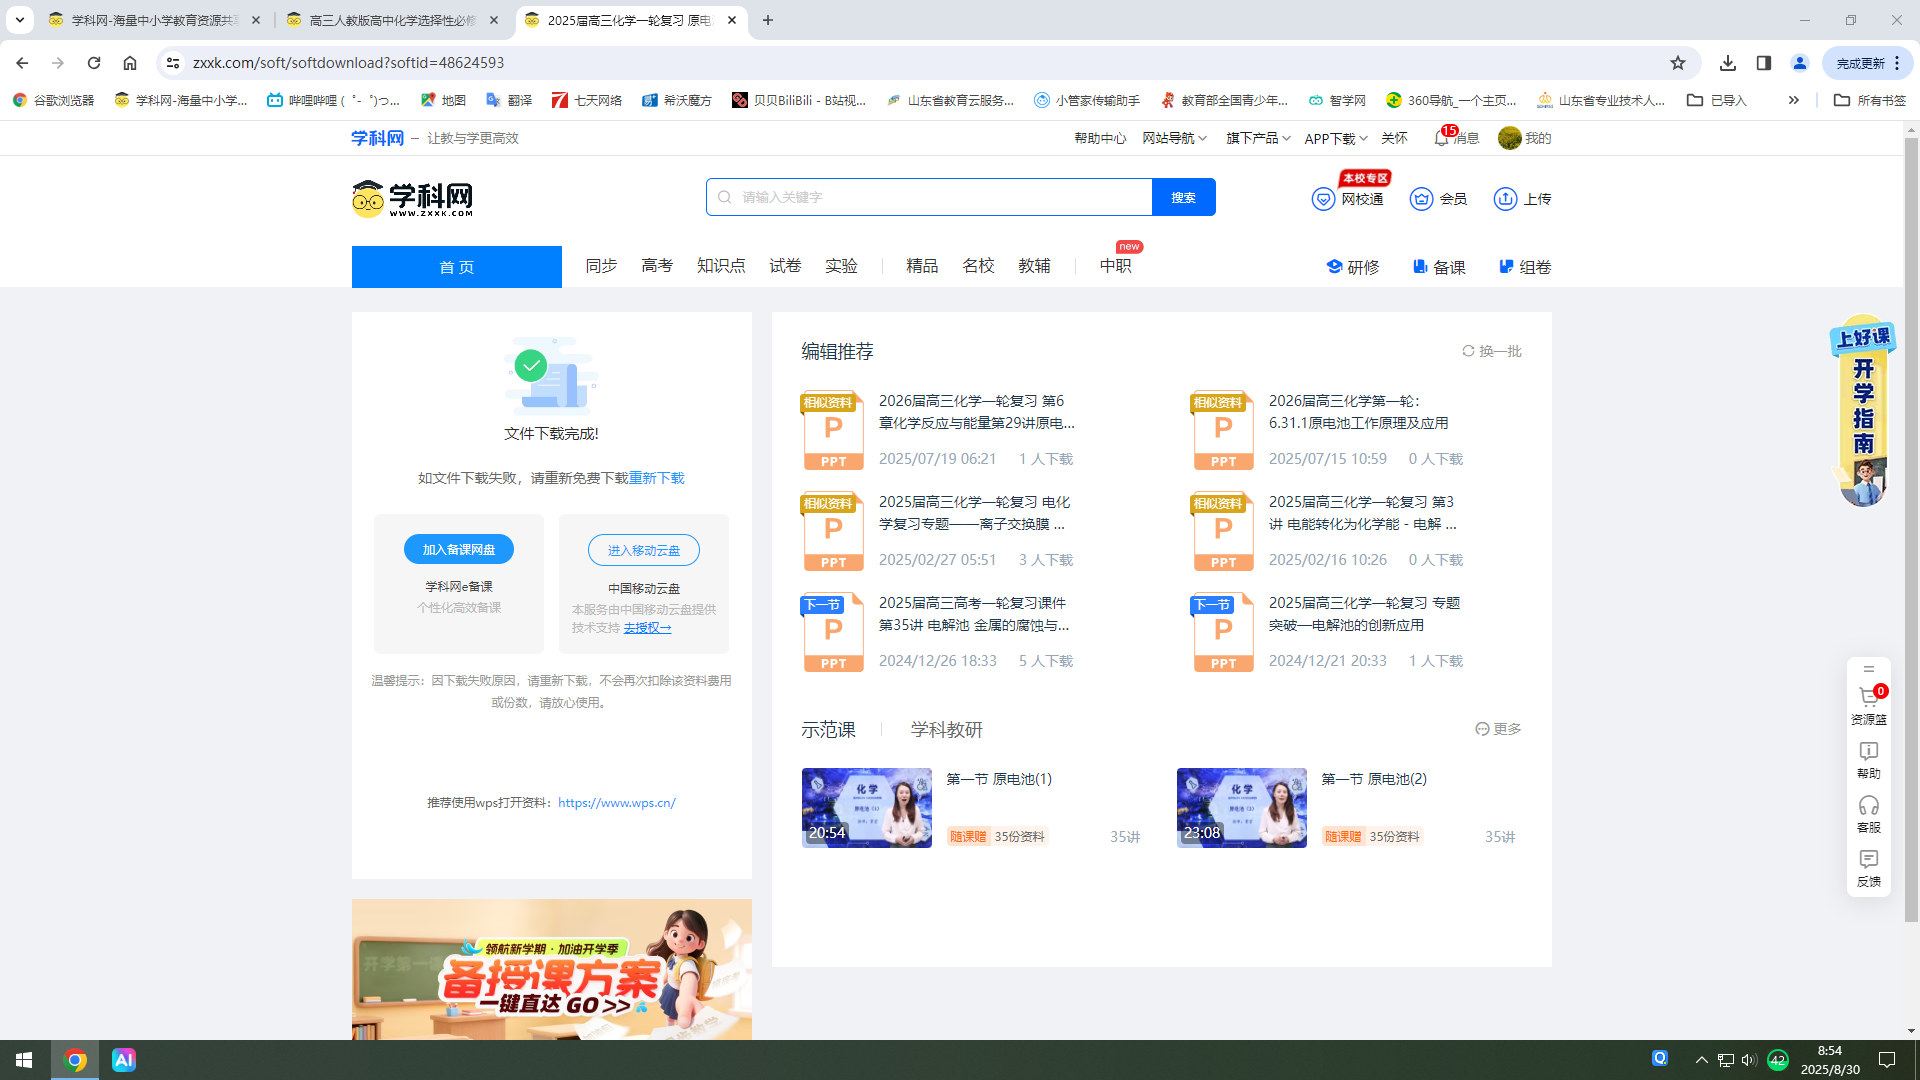 学科网-海量中小学教育资源共享
高三人教版高中化学选择性必修
2025届高三化学一轮复习 原电
zxxk.com/soft/softdownload?softid=48624593
完成更新
谷歌浏览器
学科网-海量中小学...
哔哩哔哩 ( ゜- ゜)つ...
地图
翻译
七天网络
希沃魔方
贝贝BiliBili - B站视...
山东省教育云服务...
小管家传输助手
教育部全国青少年...
智学网
360导航_一个主页...
山东省专业技术人...
已导入
所有书签
学科网 – 让教与学更高效
帮助中心 网站导航 旗下产品 APP下载 关怀 15 消息 我的
学科网
WWW.ZXXK.COM
请输入关键字
搜索
本校专区
网校通 会员 上传
首 页
同步 高考 知识点 试卷 实验 精品 名校 教辅 中职
new
研修 备课 组卷
文件下载完成!
如文件下载失败，请重新免费下载重新下载
加入备课网盘
学科网e备课
个性化高效备课
进入移动云盘
中国移动云盘
本服务由中国移动云盘提供
技术支持 去授权→
温馨提示：因下载失败原因，请重新下载，不会再次扣除该资料费用
或份数，请放心使用。
推荐使用wps打开资料：https://www.wps.cn/
领航新学期·加油开学季
备授课方案
一键直达 GO >>
编辑推荐
换一批
相似资料
P
PPT
2026届高三化学一轮复习 第6
章化学反应与能量第29讲原电...
2025/07/19 06:21 1 人下载
相似资料
P
PPT
2026届高三化学第一轮：
6.31.1原电池工作原理及应用
2025/07/15 10:59 0 人下载
相似资料
P
PPT
2025届高三化学一轮复习 电化
学复习专题——离子交换膜 ...
2025/02/27 05:51 3 人下载
相似资料
P
PPT
2025届高三化学一轮复习 第3
讲 电能转化为化学能 - 电解 ...
2025/02/16 10:26 0 人下载
下一节
P
PPT
2025届高三高考一轮复习课件
第35讲 电解池 金属的腐蚀与...
2024/12/26 18:33 5 人下载
下一节
P
PPT
2025届高三化学一轮复习 专题
突破—电解池的创新应用
2024/12/21 20:33 1 人下载
示范课
学科教研
更多
化学
20:54
第一节 原电池(1)
随课赠 35份资料
35讲
化学
23:08
第一节 原电池(2)
随课赠 35份资料
35讲
上好课
开学指南
0
资源篮
帮助
客服
反馈
AI
42
8:54
2025/8/30